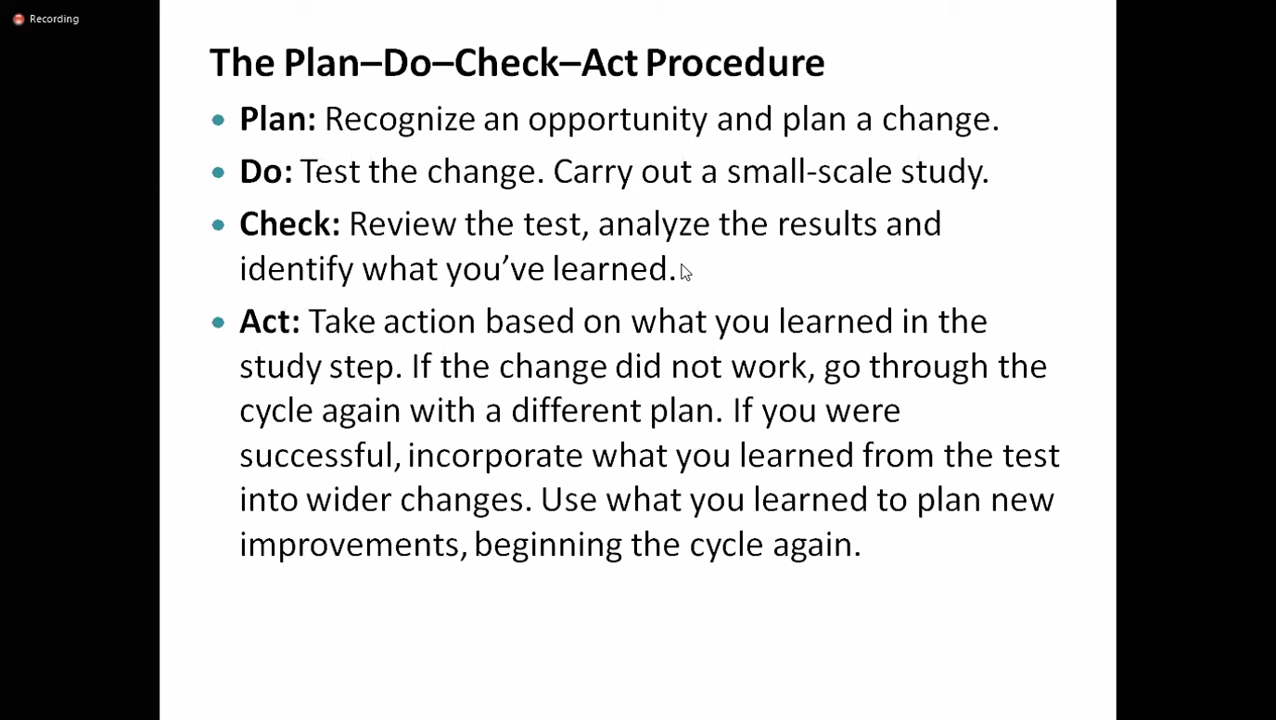 Recording
The Plan–Do–Check–Act Procedure
• Plan: Recognize an opportunity and plan a change.
• Do: Test the change. Carry out a small-scale study.
• Check: Review the test, analyze the results and
identify what you’ve learned.
• Act: Take action based on what you learned in the
study step. If the change did not work, go through the
cycle again with a different plan. If you were
successful, incorporate what you learned from the test
into wider changes. Use what you learned to plan new
improvements, beginning the cycle again.